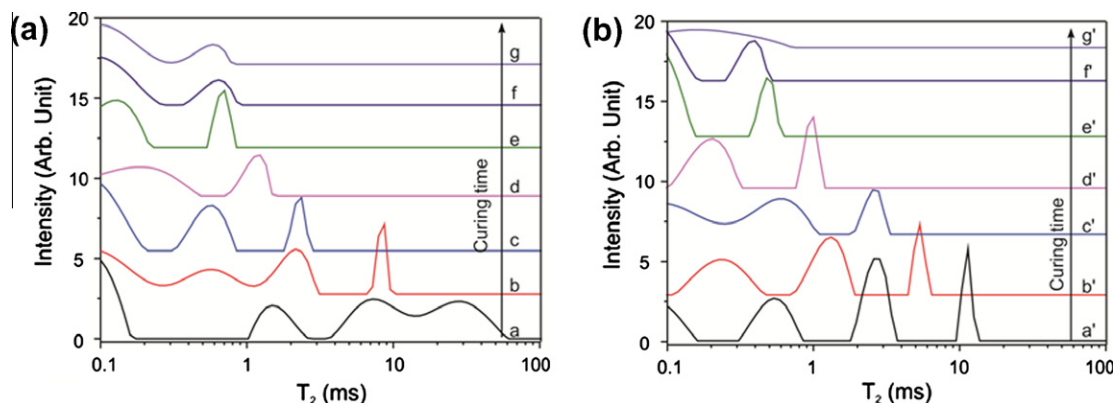 (a)
20
15
10
5
0
Intensity (Arb. Unit)
g
f
e
d
c
b
a
Curing time
0.1
1
10
100
T₂ (ms)
(b)
20
15
10
5
0
Intensity (Arb. Unit)
g'
f'
e'
d'
c'
b'
a'
Curing time
0.1
1
10
100
T₂ (ms)